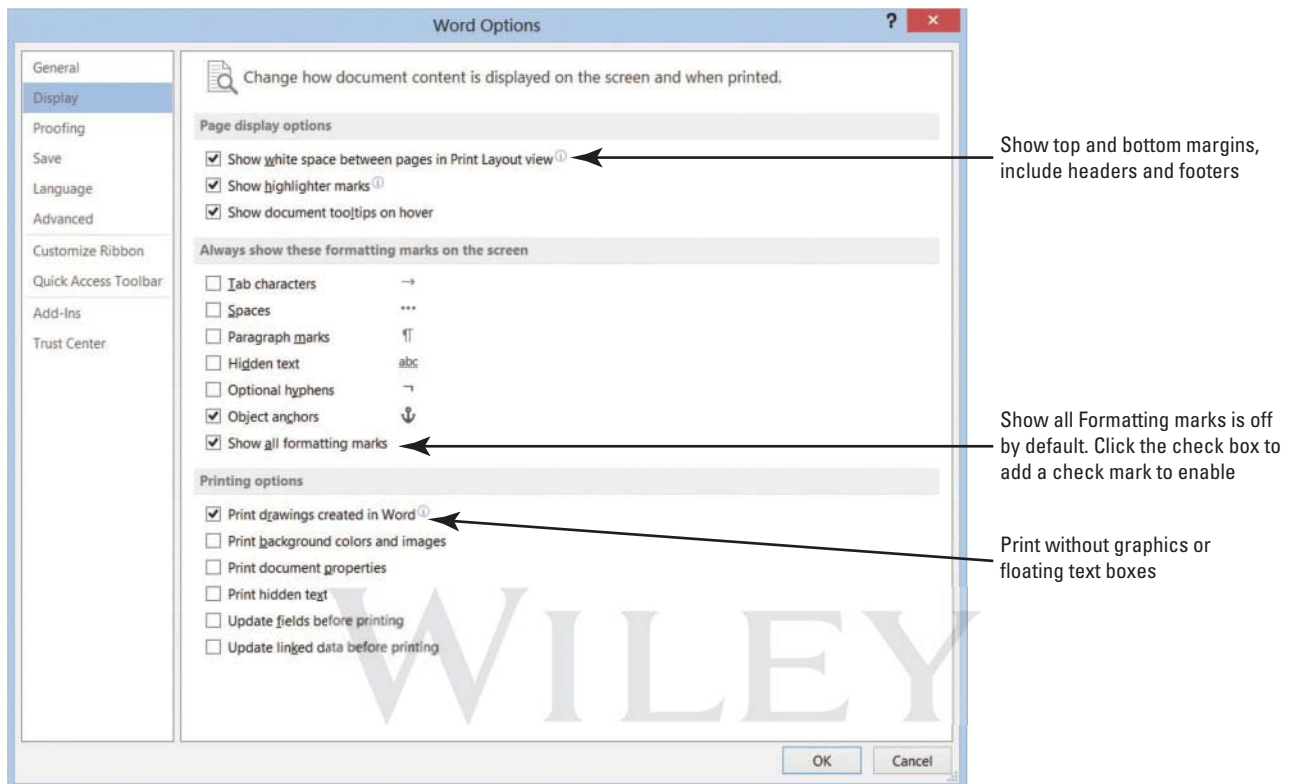 Word Options
?
×
General
Display
Proofing
Save
Language
Advanced
Customize Ribbon
Quick Access Toolbar
Add-Ins
Trust Center
Change how document content is displayed on the screen and when printed.
Page display options
Show white space between pages in Print Layout view
Show highlighter marks
Show document tooltips on hover
Always show these formatting marks on the screen
Tab characters →
Spaces •••
Paragraph marks ¶
Hidden text abc
Optional hyphens ¬
Object anchors
Show all formatting marks
Printing options
Print drawings created in Word
Print background colors and images
Print document properties
Print hidden text
Update fields before printing
Update linked data before printing
WILEY
OK
Cancel
Show top and bottom margins,
include headers and footers
Show all Formatting marks is off
by default. Click the check box to
add a check mark to enable
Print without graphics or
floating text boxes